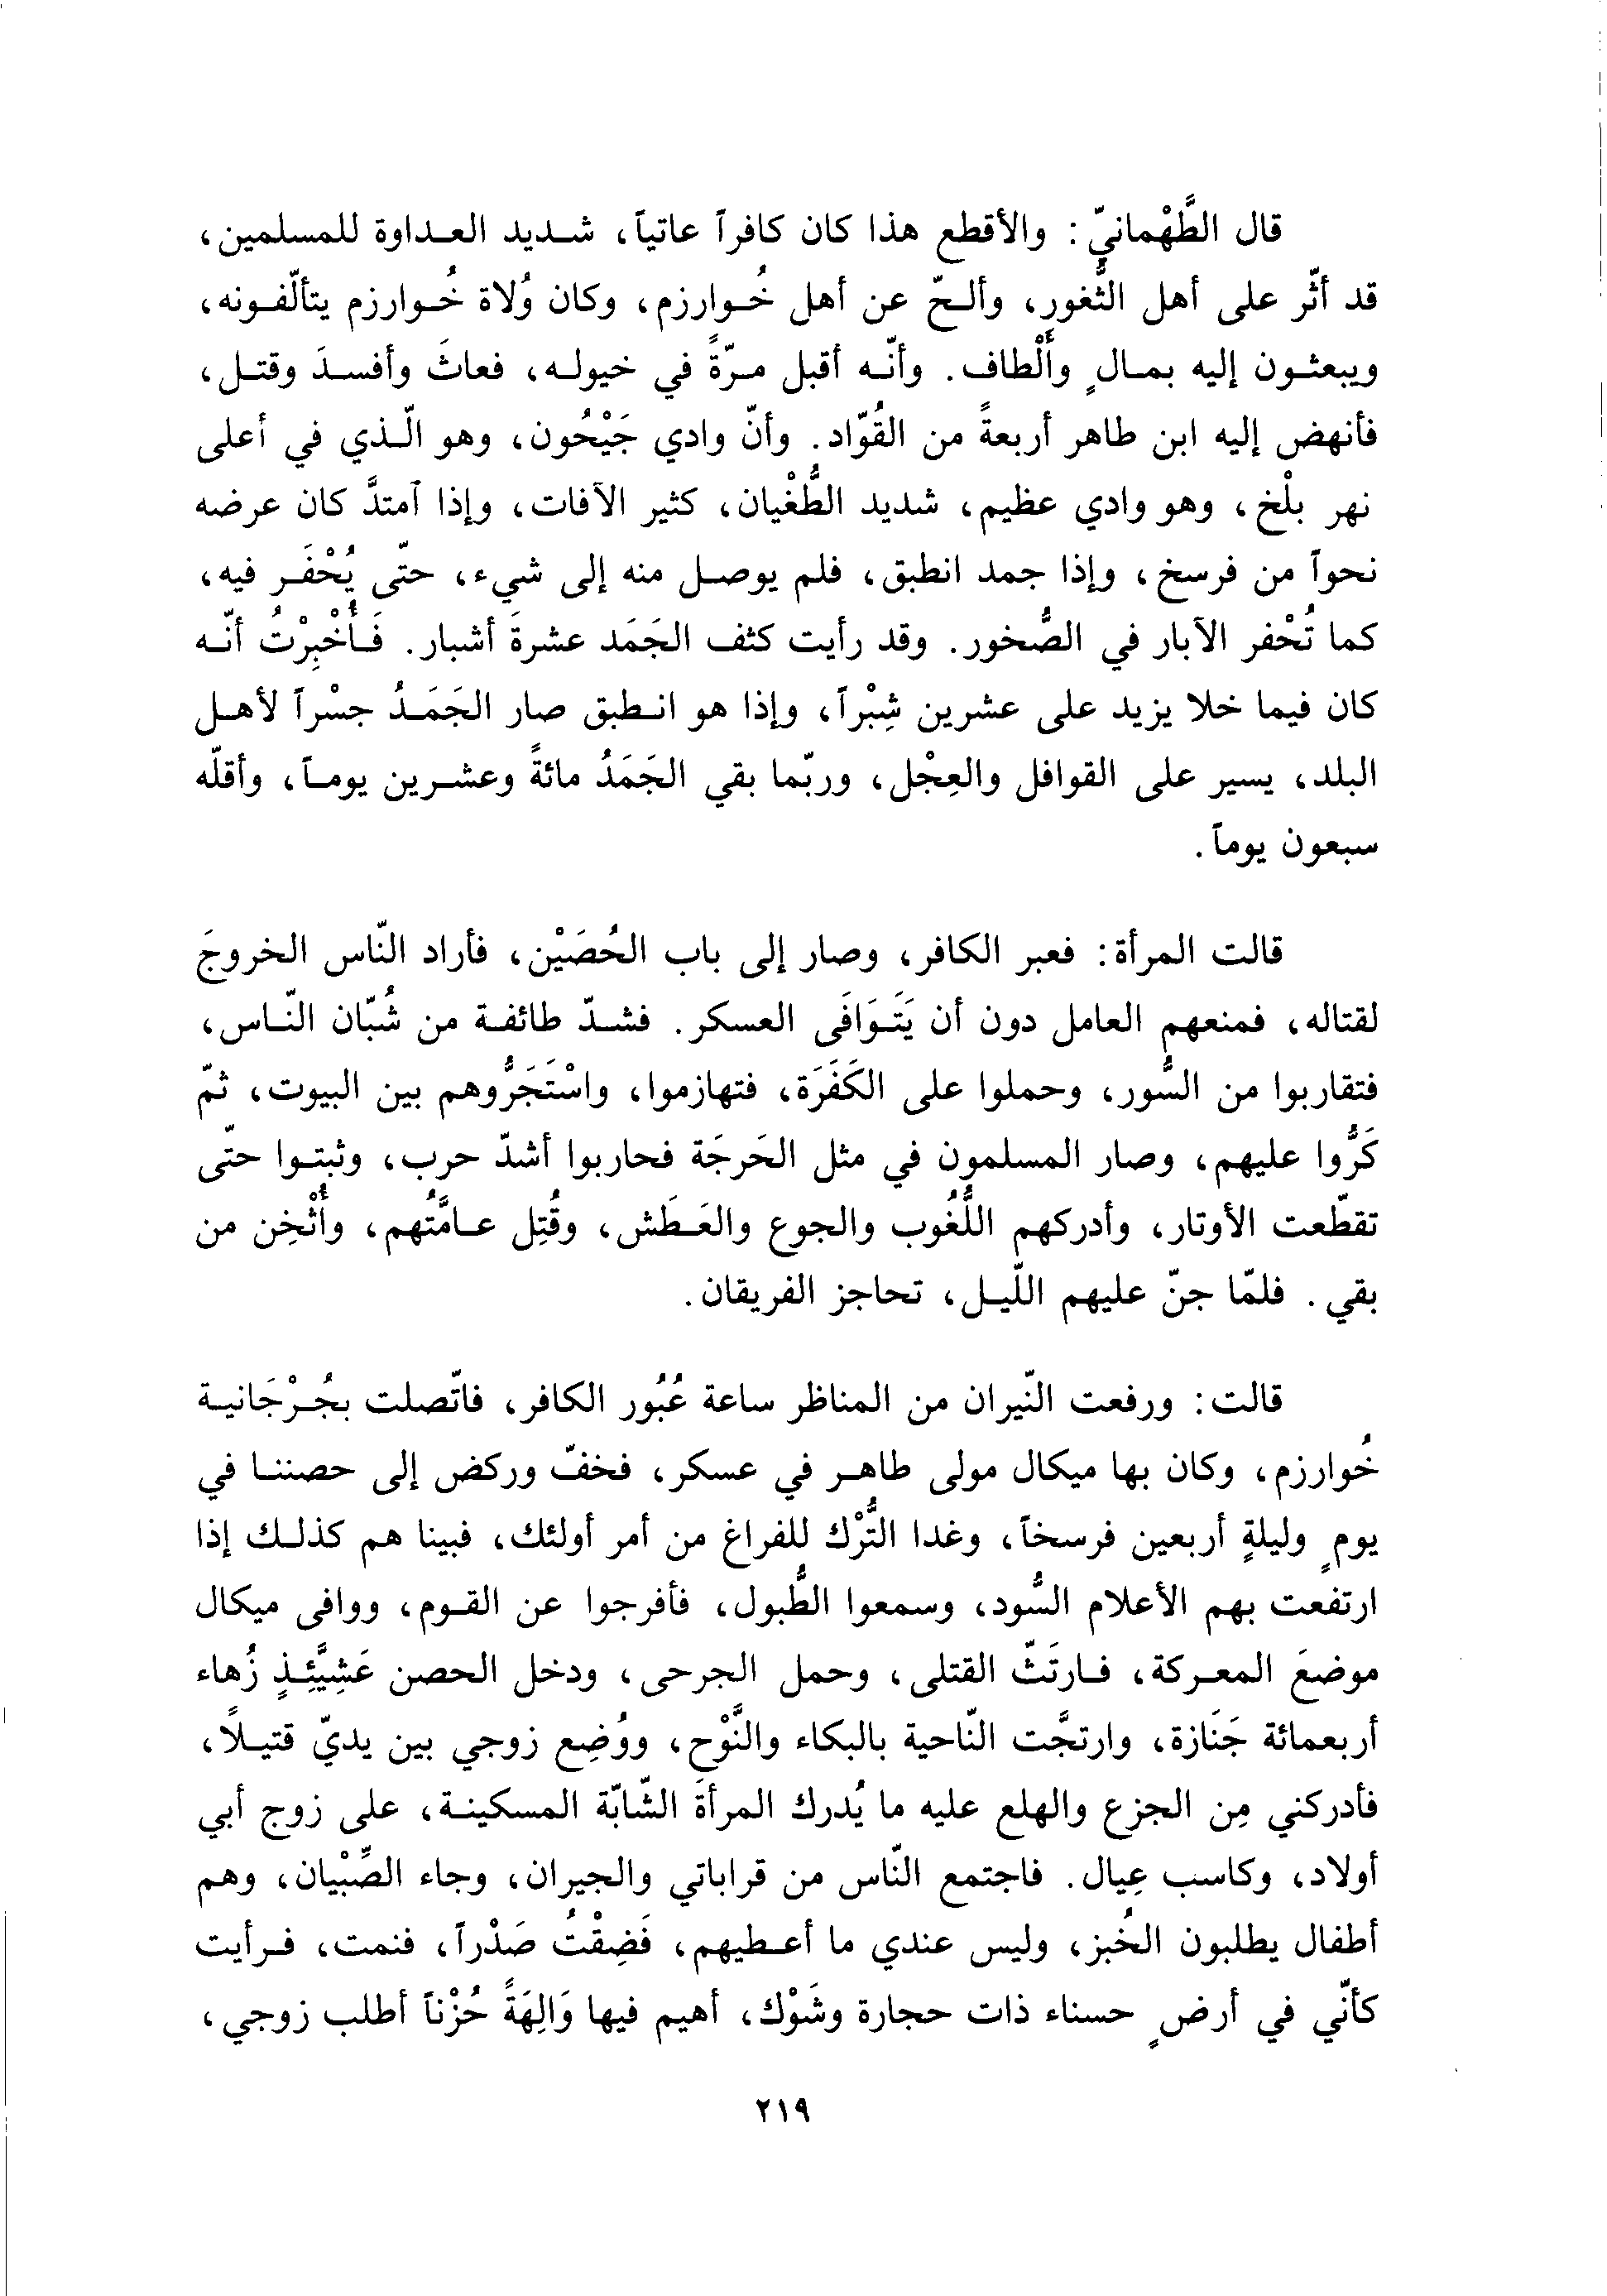 قال الطَّهْمانيّ: والأقطع هذا كان كافراً عاتياً، شديد العداوة للمسلمين،
قد أثّر على أهل الثُّغور، وألحّ عن أهل خُوارزم، وكان وُلاة خُوارزم يتألّفونه،
ويبعثون إليه بمالٍ وأَلْطاف. وأنّه أقبل مرّةً في خيوله، فعاثَ وأفسدَ وقتل،
فأنهض إليه ابن طاهر أربعةً من القُوّاد. وأنّ وادي جَيْحُون، وهو الّذي في أعلى
نهر بلْخ، وهو وادي عظيم، شديد الطُّغْيان، كثير الآفات، وإذا آمتدَّ كان عرضه
نحواً من فرسخ، وإذا جمد انطبق، فلم يوصل منه إلى شيء، حتّى يُحْفَر فيه،
كما تُحْفر الآبار في الصُّخور. وقد رأيت كثف الجَمَد عشرةَ أشبار. فَأُخْبِرْتُ أنّه
كان فيما خلا يزيد على عشرين شِبْراً، وإذا هو انطبق صار الجَمَدُ جسْراً لأهل
البلد، يسير على القوافل والعِجْل، وربّما بقي الجَمَدُ مائةً وعشرين يوماً، وأقلّه
سبعون يوماً.
قالت المرأة: فعبر الكافر، وصار إلى باب الحُصَيْن، فأراد النّاس الخروجَ
لقتاله، فمنعهم العامل دون أن يَتَوَافَى العسكر. فشدّ طائفة من شُبّان النّاس،
فتقاربوا من السُّور، وحملوا على الكَفَرَة، فتهازموا، واسْتَجَرُّوهم بين البيوت، ثمّ
كَرُّوا عليهم، وصار المسلمون في مثل الحَرجَة فحاربوا أشدّ حرب، وثبتوا حتّى
تقطّعت الأوتار، وأدركهم اللُّغُوب والجوع والعَطَش، وقُتِل عامَّتُهم، وأُثْخِن من
بقي. فلمّا جنّ عليهم اللّيل، تحاجز الفريقان.
قالت: ورفعت النّيران من المناظر ساعة عُبُور الكافر، فاتّصلت بجُرْجَانية
خُوارزم، وكان بها ميكال مولى طاهر في عسكر، فخفّ وركض إلى حصننا في
يومٍ وليلةٍ أربعين فرسخاً، وغدا التُّرْك للفراغ من أمر أولئك، فبينا هم كذلك إذا
ارتفعت بهم الأعلام السُّود، وسمعوا الطُّبول، فأفرجوا عن القوم، ووافى ميكال
موضعَ المعركة، فارتَثّ القتلى، وحمل الجرحى، ودخل الحصن عَشِيَّئِذٍ زُهاء
أربعمائة جَنَازة، وارتجَّت النّاحية بالبكاء والنَّوْح، ووُضِع زوجي بين يديّ قتيلاً،
فأدركني مِن الجزع والهلع عليه ما يُدرك المرأةَ الشّابّة المسكينة، على زوج أبي
أولاد، وكاسب عِيال. فاجتمع النّاس من قراباتي والجيران، وجاء الصِّبْيان، وهم
أطفال يطلبون الخُبز، وليس عندي ما أعطيهم، فَضِقْتُ صَدْراً، فنمت، فرأيت
كأنّي في أرضٍ حسناء ذات حجارة وشَوْك، أهيم فيها وَالِهَةً حُزْناً أطلب زوجي،
٢١٩